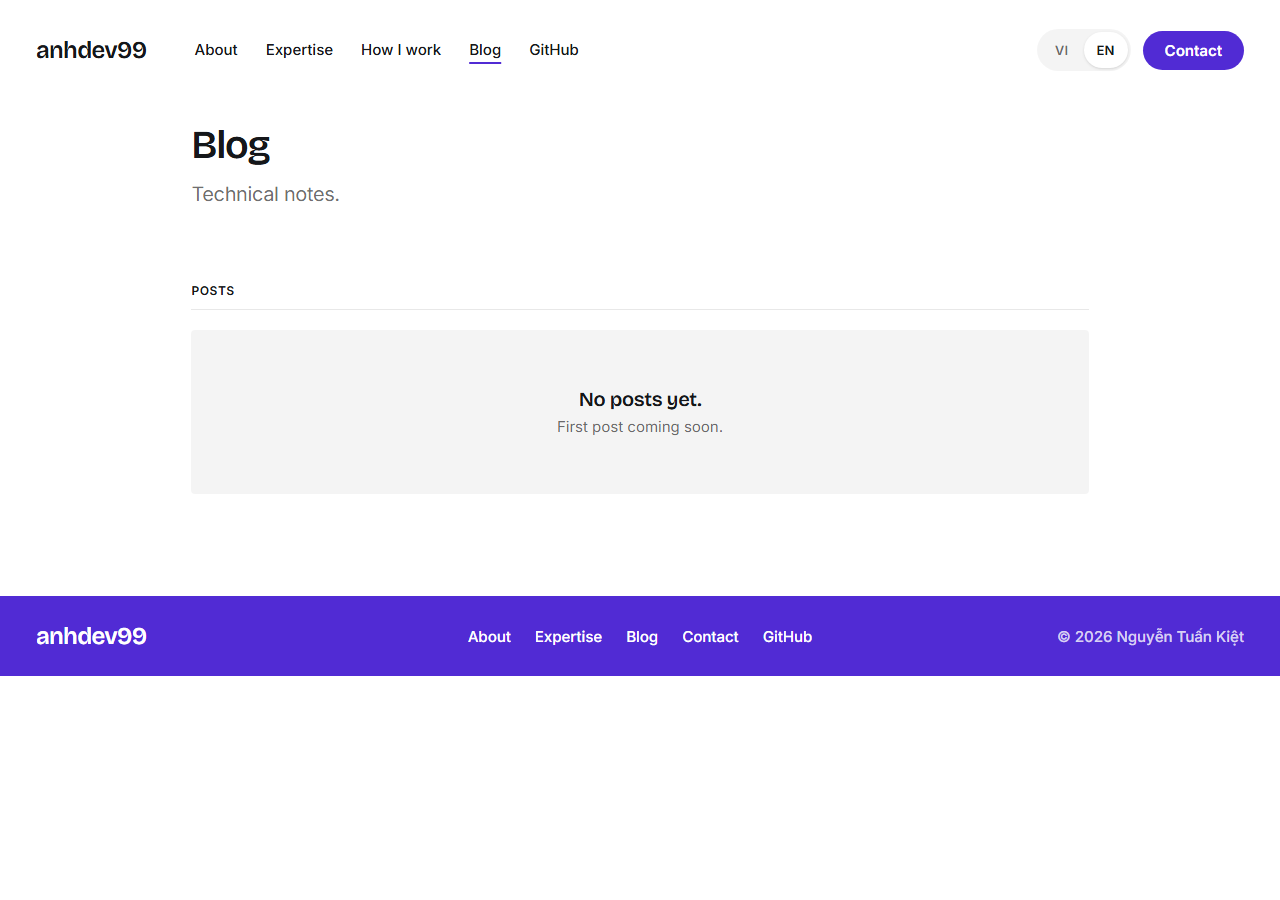 anhdev99
About Expertise How I work Blog GitHub
VI EN
Contact
Blog
Technical notes.
POSTS
No posts yet.
First post coming soon.
anhdev99
About Expertise Blog Contact GitHub
© 2026 Nguyễn Tuấn Kiệt